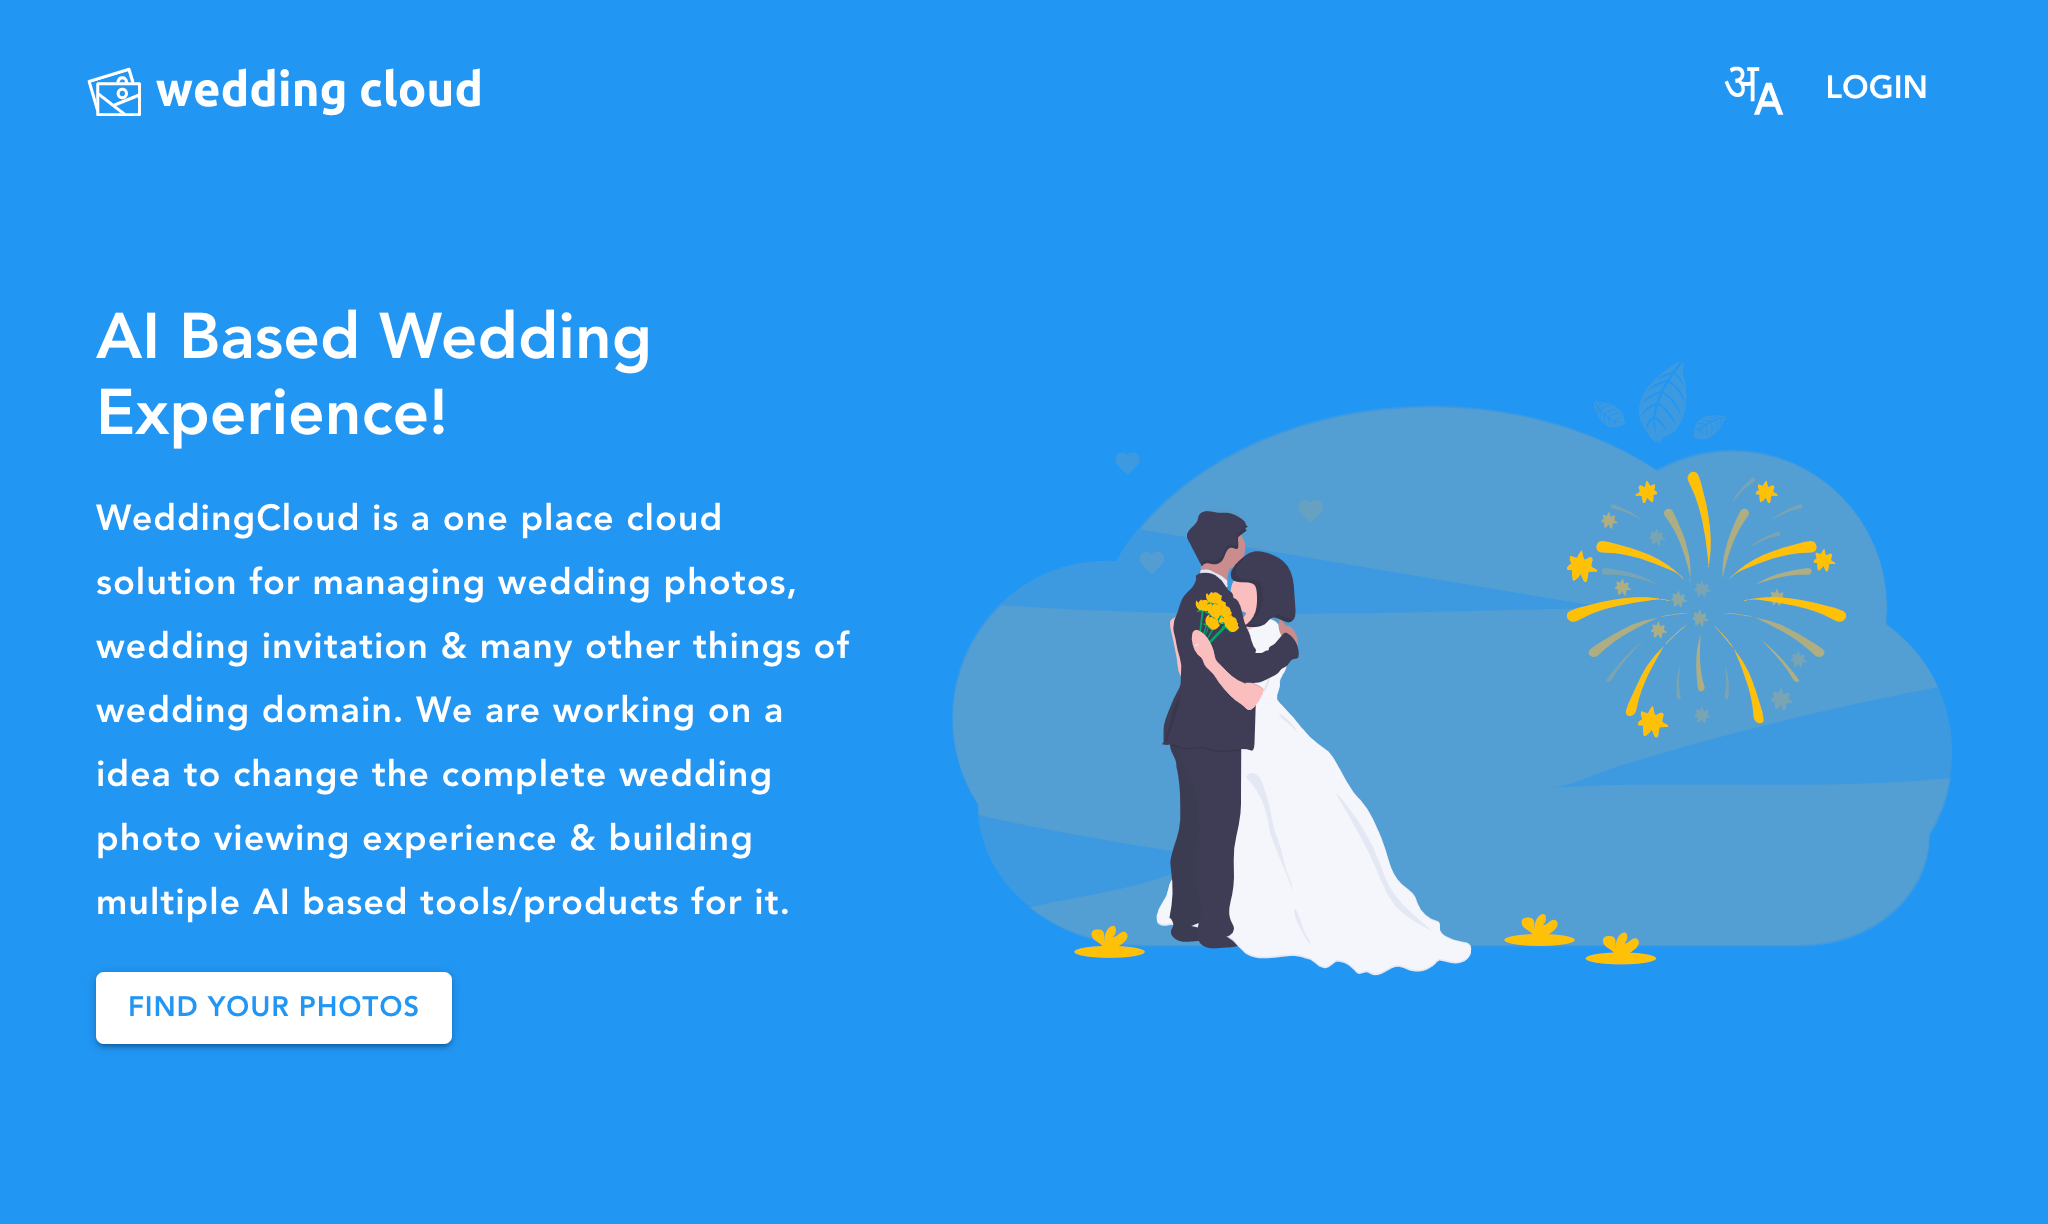 wedding cloud
अA
LOGIN
AI Based Wedding
Experience!
WeddingCloud is a one place cloud
solution for managing wedding photos,
wedding invitation & many other things of
wedding domain. We are working on a
idea to change the complete wedding
photo viewing experience & building
multiple AI based tools/products for it.
FIND YOUR PHOTOS